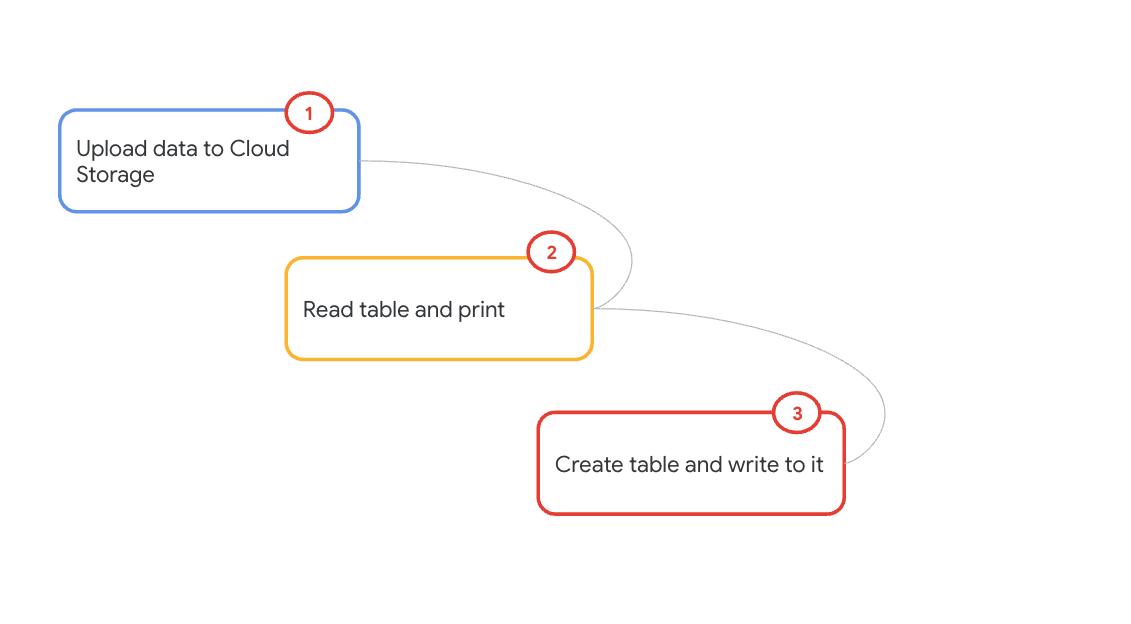 1
Upload data to Cloud
Storage
2
Read table and print
3
Create table and write to it